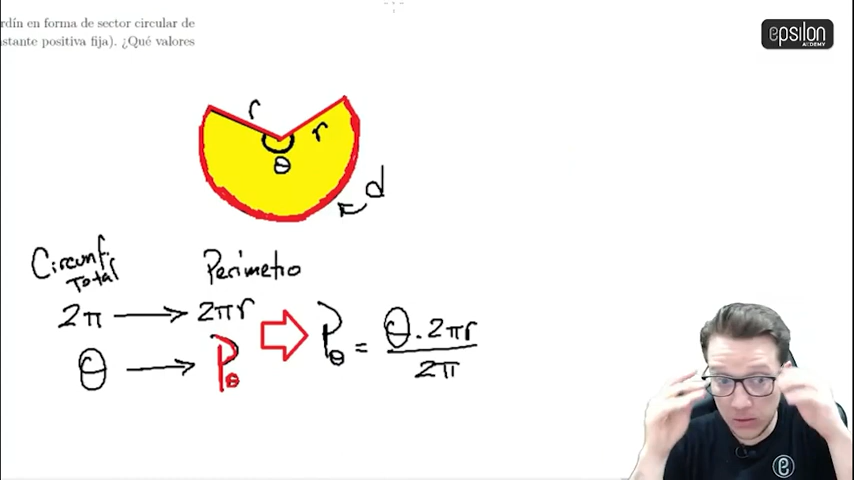 rdín en forma de sector circular de
stante positiva fija). ¿Qué valores
epsilon
ACADEMY
r
r
θ
d
Circunf.
Total
Perímetro
2π → 2πr ⇒ Pθ = θ . 2πr / 2π
θ → Pθ